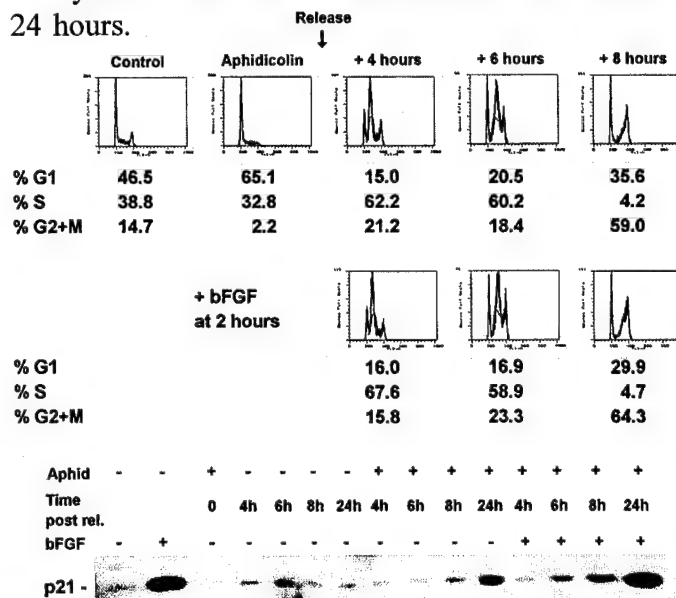 24 hours.
Release
Control Aphidicolin + 4 hours + 6 hours + 8 hours
% G1 46.5 65.1 15.0 20.5 35.6
% S 38.8 32.8 62.2 60.2 4.2
% G2+M 14.7 2.2 21.2 18.4 59.0
+ bFGF
at 2 hours
% G1 16.0 16.9 29.9
% S 67.6 58.9 4.7
% G2+M 15.8 23.3 64.3
Aphid - - + - - - - + + + + + + + +
Time
post rel. 0 4h 6h 8h 24h 4h 6h 8h 24h 4h 6h 8h 24h
bFGF - + - - - - - - - - - + + + +
p21 -